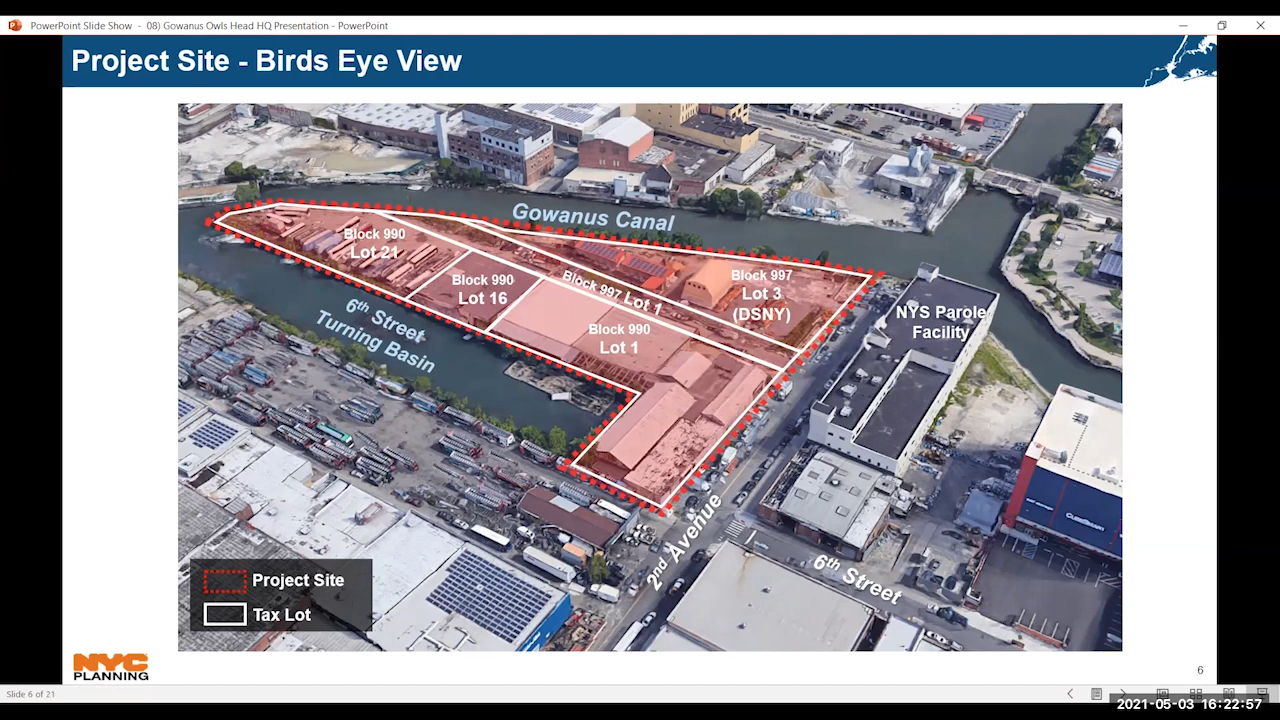 PowerPoint Slide Show - 08) Gowanus Owls Head HQ Presentation - PowerPoint
Project Site - Birds Eye View
Gowanus Canal
Block 990
Lot 21
Block 990
Lot 16
Block 997 Lot 1
Block 997
Lot 3
(DSNY)
Block 990
Lot 1
NYS Parole
Facility
6th Street
Turning Basin
2nd Avenue
6th Street
CUBESMART
Project Site
Tax Lot
NYC
PLANNING
6
Slide 6 of 21
2021-05-03 16:22:57